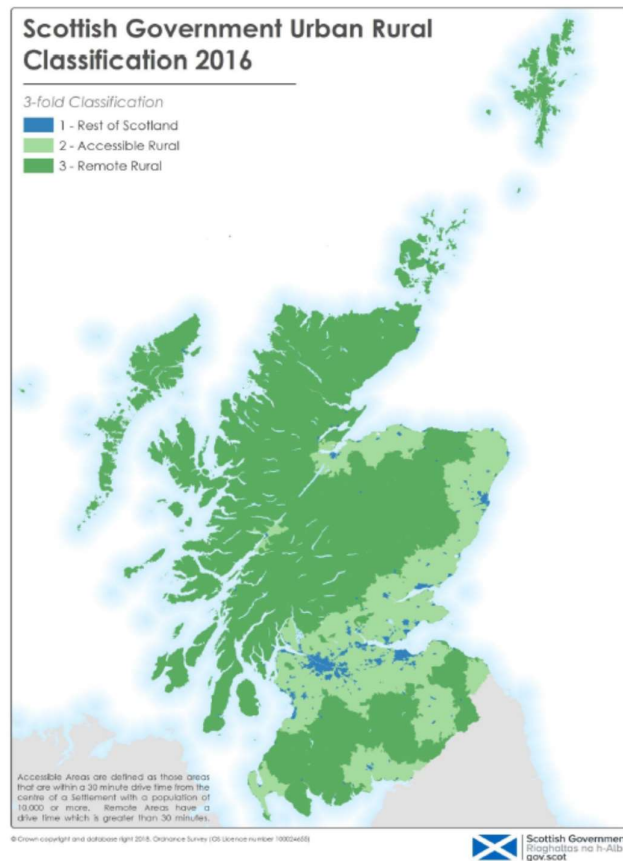 Scottish Government Urban Rural
Classification 2016
3-fold Classification
1 - Rest of Scotland
2 - Accessible Rural
3 - Remote Rural
Accessible Areas are defined as those areas
that are within a 30 minute drive time from the
centre of a Settlement with a population of
10,000 or more. Remote Areas have a
drive time which is greater than 30 minutes.
© Crown copyright and database right 2018. Ordnance Survey (OS Licence number 100024655)
Scottish Governmen
Riaghaltas na h-Alb
gov.scot